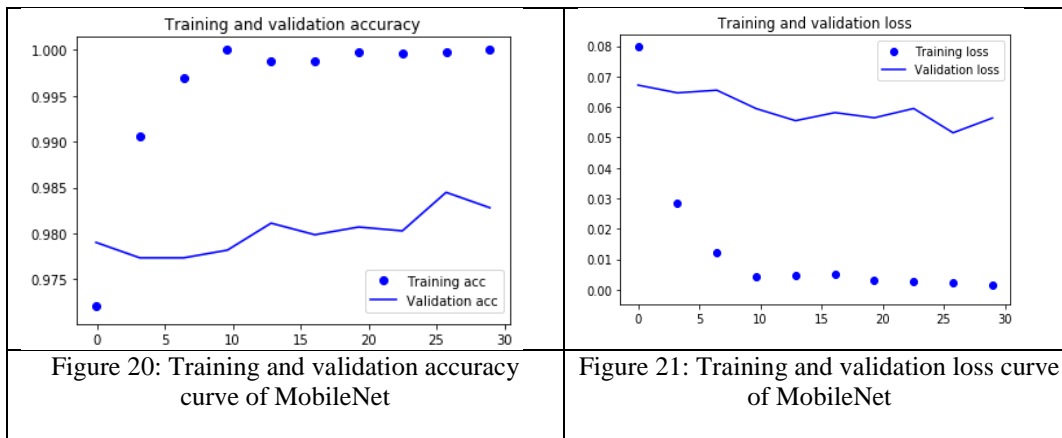 Training and validation accuracy
1.000
0.995
0.990
0.985
0.980
0.975
0 5 10 15 20 25 30
Training acc
Validation acc
Figure 20: Training and validation accuracy
curve of MobileNet
Training and validation loss
0.08
0.07
0.06
0.05
0.04
0.03
0.02
0.01
0.00
0 5 10 15 20 25 30
Training loss
Validation loss
Figure 21: Training and validation loss curve
of MobileNet